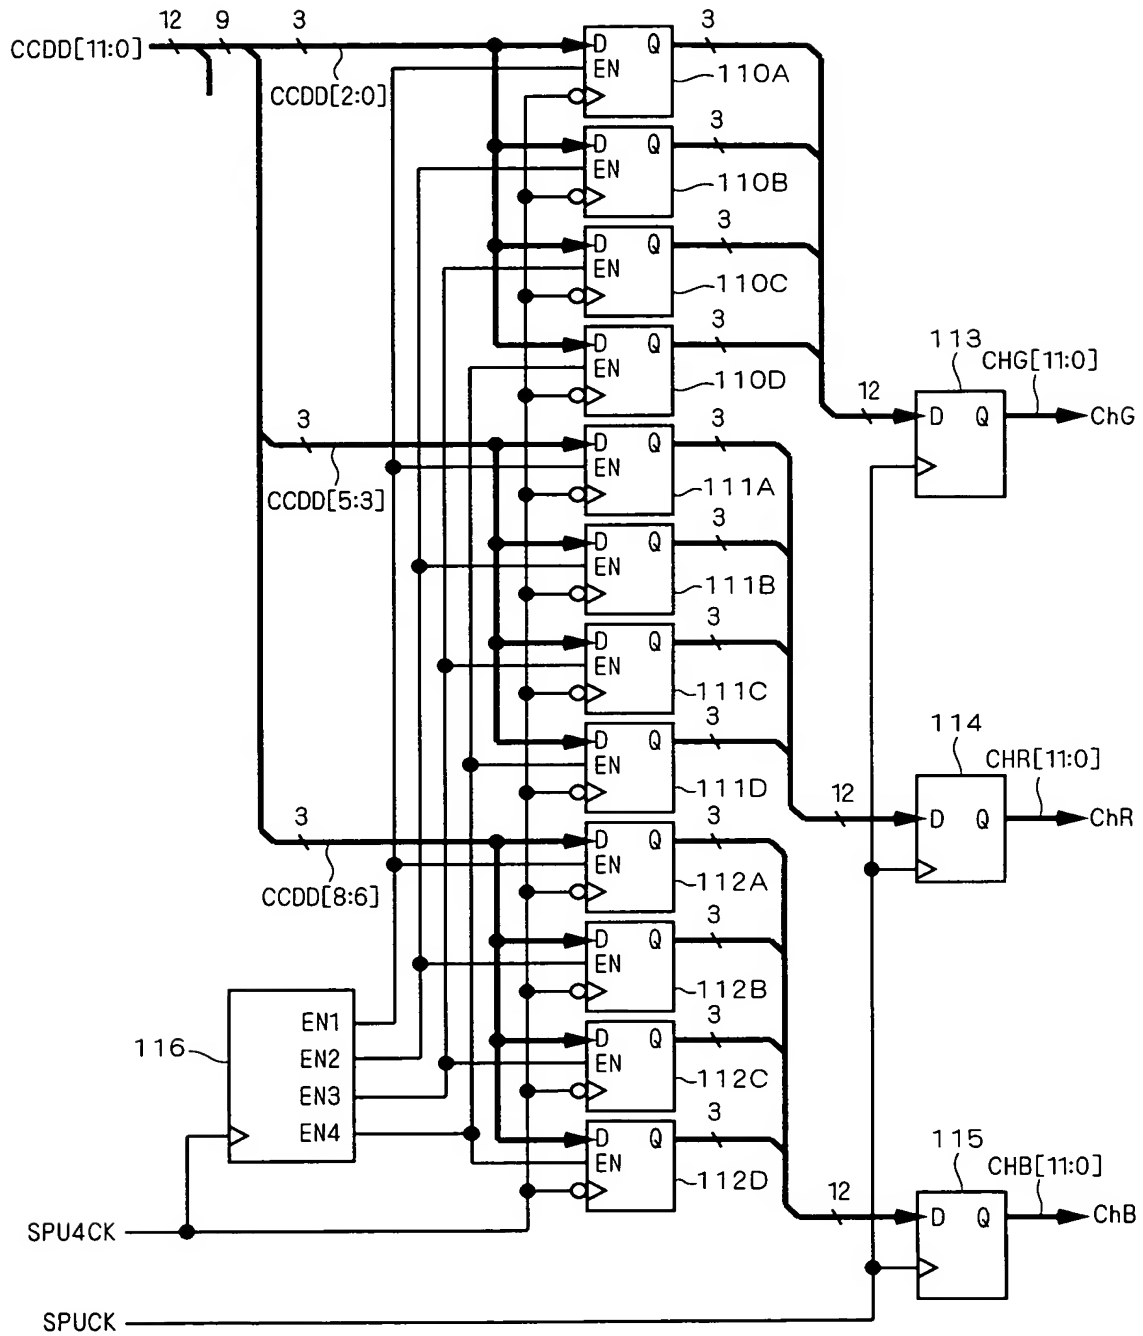 12 9 3 3
CCDD[11:0] D Q
EN 110A
CCDD[2:0]
3
D Q
EN 110B
3
D Q
EN 110C
3
D Q
EN 110D
113 CHG[11:0]
12 D Q ChG
3 3
D Q
EN 111A
CCDD[5:3]
3
D Q
EN 111B
3
D Q
EN 111C
3
D Q
EN 111D
114 CHR[11:0]
12 D Q ChR
3 3
D Q
EN 112A
CCDD[8:6]
3
D Q
EN 112B
3
D Q
EN 112C
3
D Q
EN 112D
116
EN1
EN2
EN3
EN4
115 CHB[11:0]
12 D Q ChB
SPU4CK
SPUCK